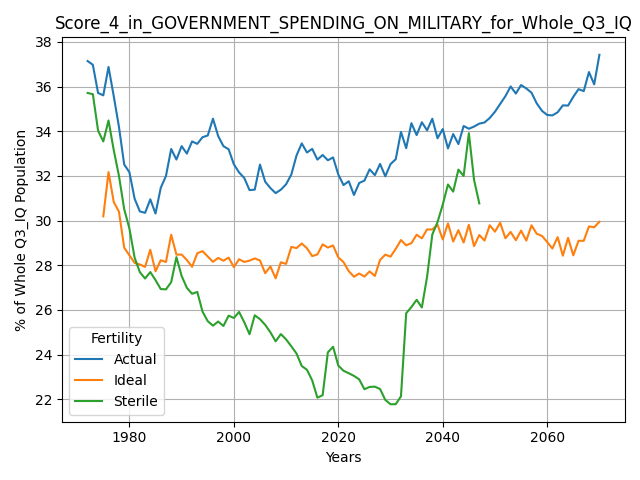 Score_4_in_GOVERNMENT_SPENDING_ON_MILITARY_for_Whole_Q3_IQ
38
36
34
32
30
28
26
24
22
% of Whole Q3_IQ Population
Fertility
Actual
Ideal
Sterile
1980
2000
2020
2040
2060
Years